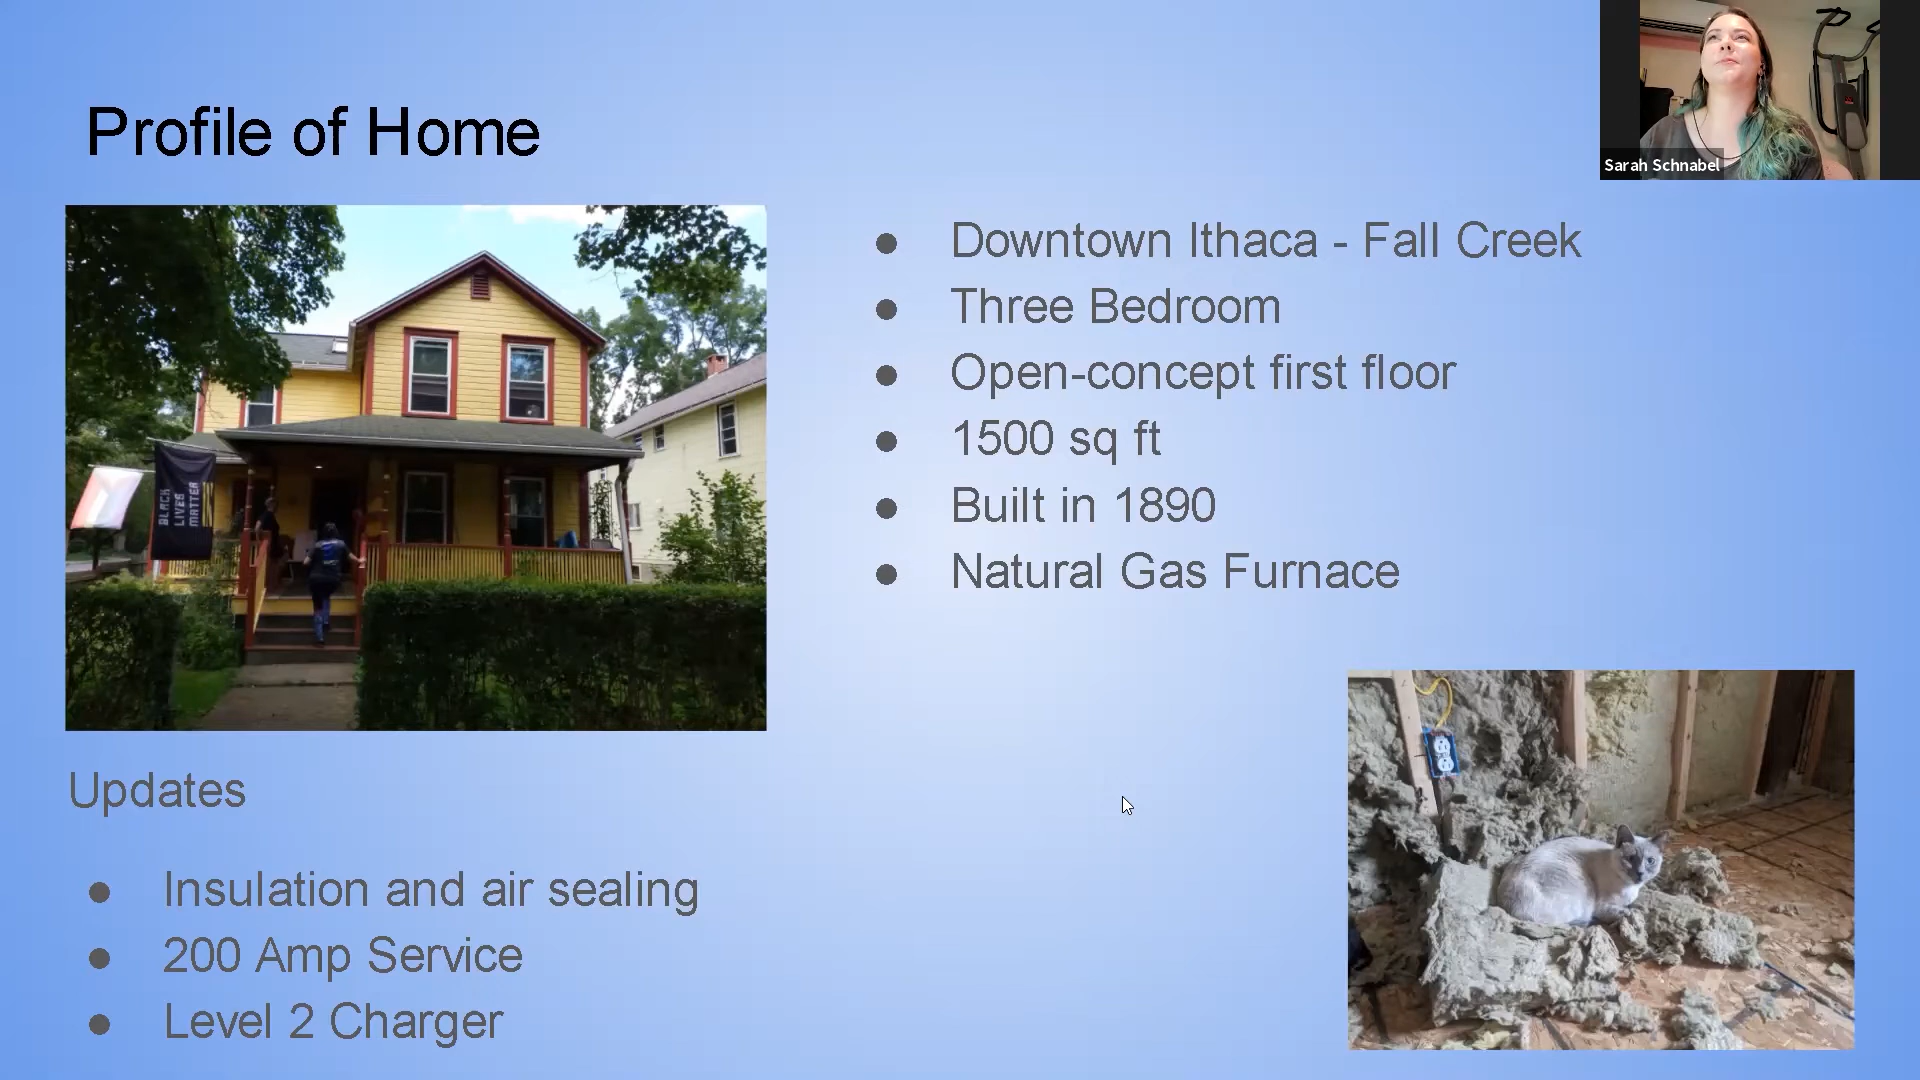 Profile of Home
Sarah Schnabel
Downtown Ithaca - Fall Creek
Three Bedroom
Open-concept first floor
1500 sq ft
Built in 1890
Natural Gas Furnace
BLACK
LIVES
MATTER
Updates
Insulation and air sealing
200 Amp Service
Level 2 Charger